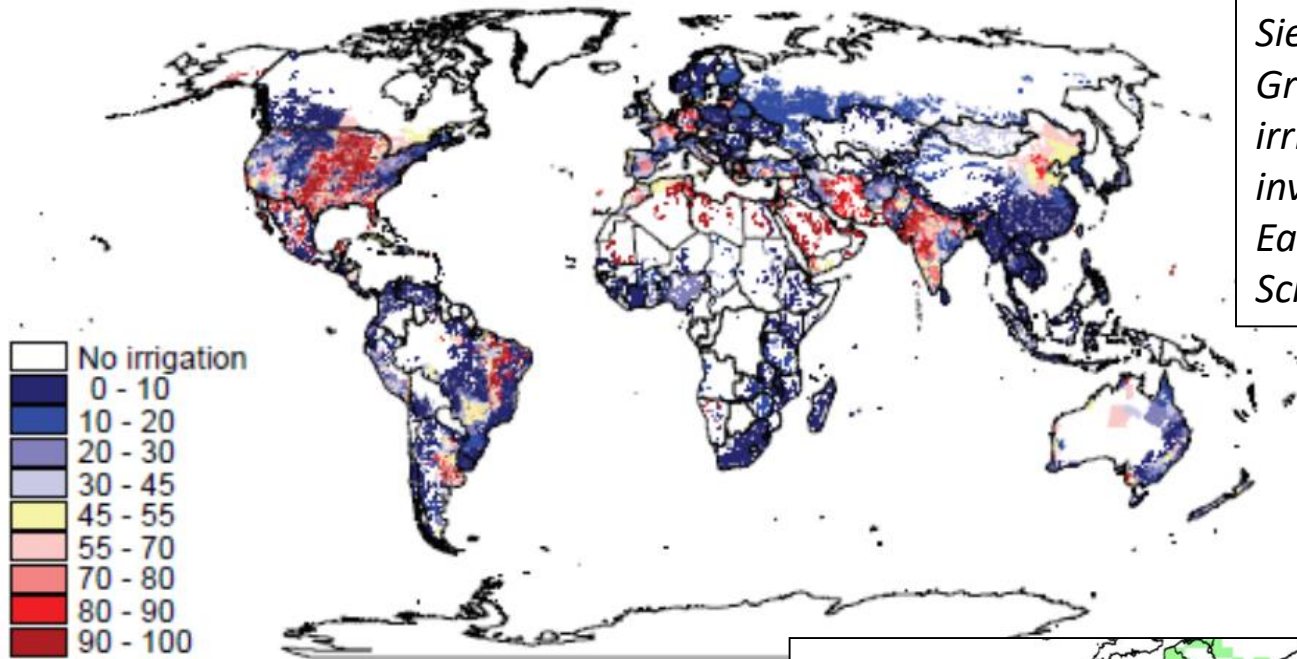 Sie
Gr
irri
inv
Ea
Sci
No irrigation
0 - 10
10 - 20
20 - 30
30 - 45
45 - 55
55 - 70
70 - 80
80 - 90
90 - 100